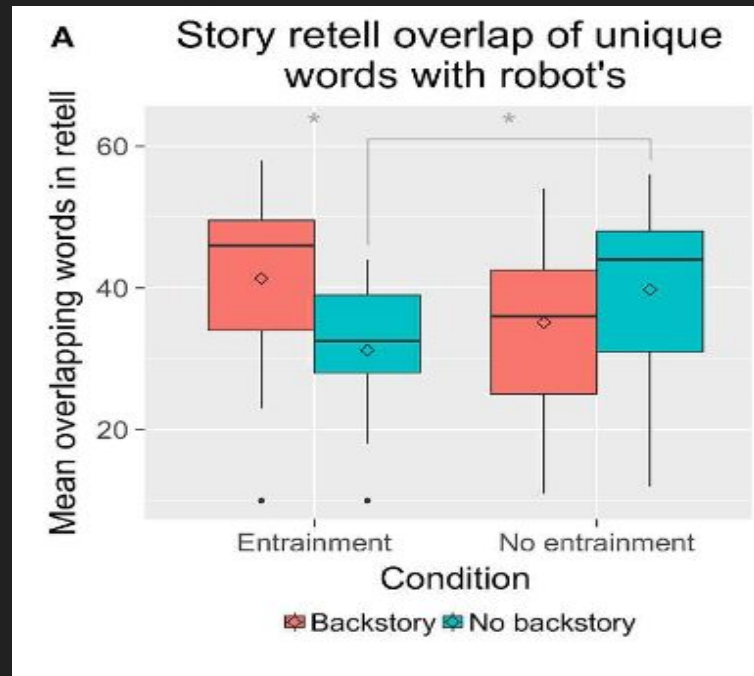 A
Story retell overlap of unique
words with robot's
Mean overlapping words in retell
*
*
60
40
20
Entrainment
No entrainment
Condition
Backstory
No backstory